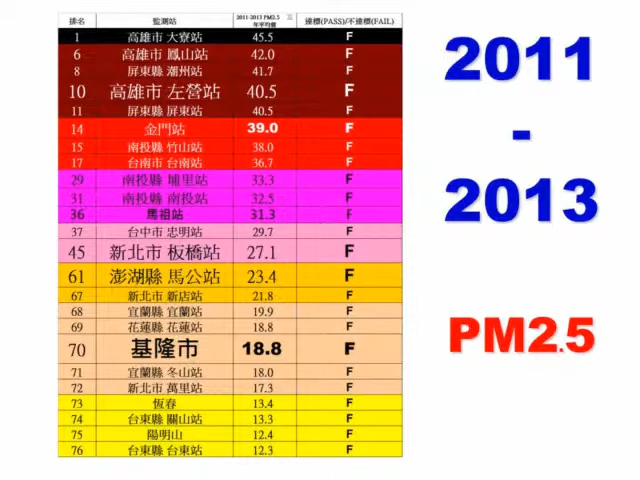 排名 監測站 2011-2013 PM2.5 三年平均值 達標(PASS)/不達標(FAIL)
1 高雄市 大寮站 45.5 F
6 高雄市 鳳山站 42.0 F
8 屏東縣 潮州站 41.7 F
10 高雄市 左營站 40.5 F
11 屏東縣 屏東站 40.5 F
14 金門站 39.0 F
15 南投縣 竹山站 38.0 F
17 台南市 台南站 36.7 F
29 南投縣 埔里站 33.3 F
31 南投縣 南投站 32.5 F
36 馬祖站 31.3 F
37 台中市 忠明站 29.7 F
45 新北市 板橋站 27.1 F
61 澎湖縣 馬公站 23.4 F
67 新北市 新店站 21.8 F
68 宜蘭縣 宜蘭站 19.9 F
69 花蓮縣 花蓮站 18.8 F
70 基隆市 18.8 F
71 宜蘭縣 冬山站 18.0 F
72 新北市 萬里站 17.3 F
73 恆春 13.4 F
74 台東縣 關山站 13.3 F
75 陽明山 12.4 F
76 台東縣 台東站 12.3 F
2011
-
2013
PM2.5